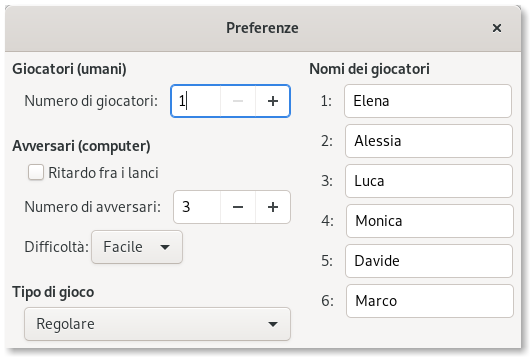 Preferenze
Giocatori (umani)
Numero di giocatori: 1
Avversari (computer)
Ritardo fra i lanci
Numero di avversari: 3
Difficoltà: Facile
Tipo di gioco
Regolare
Nomi dei giocatori
1: Elena
2: Alessia
3: Luca
4: Monica
5: Davide
6: Marco